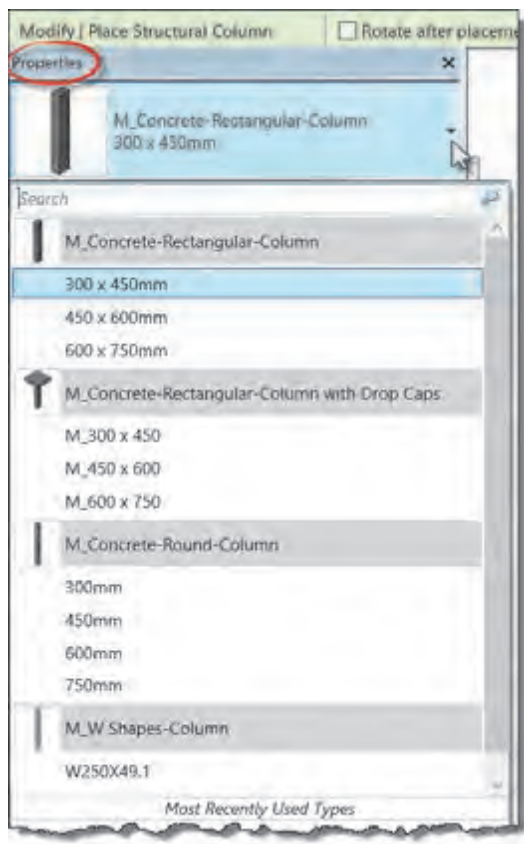 Modify | Place Structural Column Rotate after placeme
Properties
M_Concrete-Rectangular-Column
300 x 450mm
Search
M_Concrete-Rectangular-Column
300 x 450mm
450 x 600mm
600 x 750mm
M_Concrete-Rectangular-Column with Drop Caps
M_300 x 450
M_450 x 600
M_600 x 750
M_Concrete-Round-Column
300mm
450mm
600mm
750mm
M_W Shapes-Column
W250X49.1
Most Recently Used Types